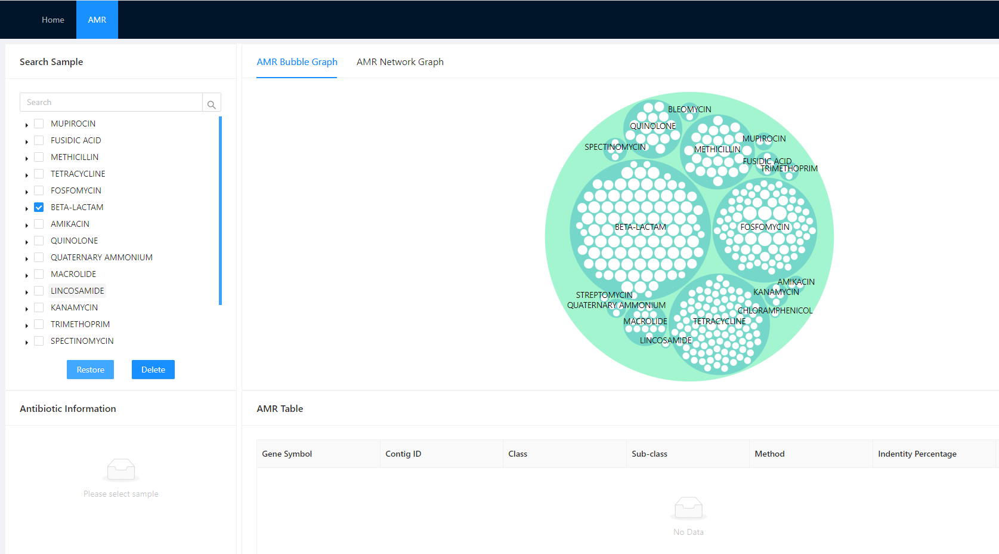 Home
AMR
Search Sample
Search
MUPIROCIN
FUSIDIC ACID
METHICILLIN
TETRACYCLINE
FOSFOMYCIN
BETA-LACTAM
AMIKACIN
QUINOLONE
QUATERNARY AMMONIUM
MACROLIDE
LINCOSAMIDE
KANAMYCIN
TRIMETHOPRIM
SPECTINOMYCIN
Restore
Delete
AMR Bubble Graph
AMR Network Graph
BLEOMYCIN
QUINOLONE
MUPIROCIN
SPECTINOMYCIN
METHICILLIN
FUSIDIC ACID
TRIMETHOPRIM
BETA-LACTAM
FOSFOMYCIN
AMIKACIN
KANAMYCIN
STREPTOMYCIN
QUATERNARY AMMONIUM
CHLORAMPHENICOL
MACROLIDE
TETRACYCLINE
LINCOSAMIDE
Antibiotic Information
Please select sample
AMR Table
Gene Symbol
Contig ID
Class
Sub-class
Method
Indentity Percentage
No Data